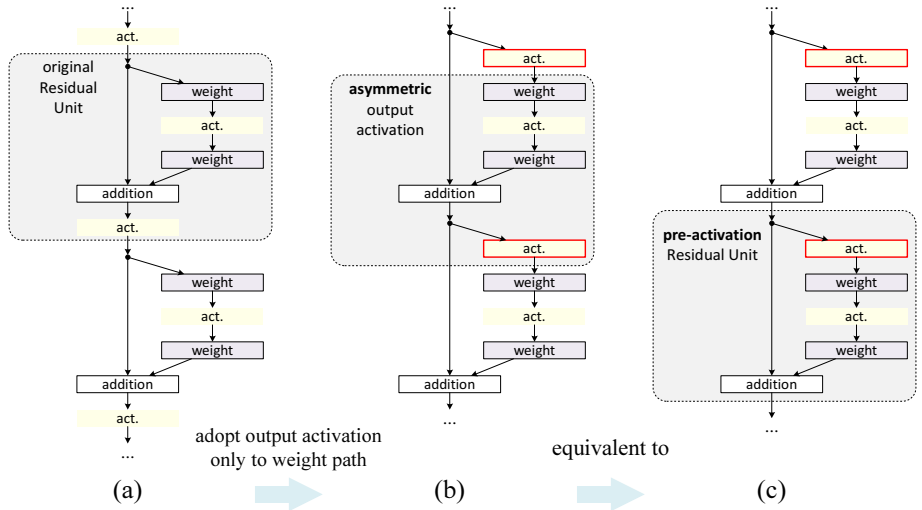 ...
act.
original
Residual
Unit
weight
act.
weight
addition
act.
weight
act.
weight
addition
act.
...
(a)
adopt output activation
only to weight path
...
act.
asymmetric
output
activation
weight
act.
weight
addition
act.
weight
act.
weight
addition
...
(b)
equivalent to
...
act.
weight
act.
weight
addition
pre-activation
Residual Unit
act.
weight
act.
weight
addition
...
(c)